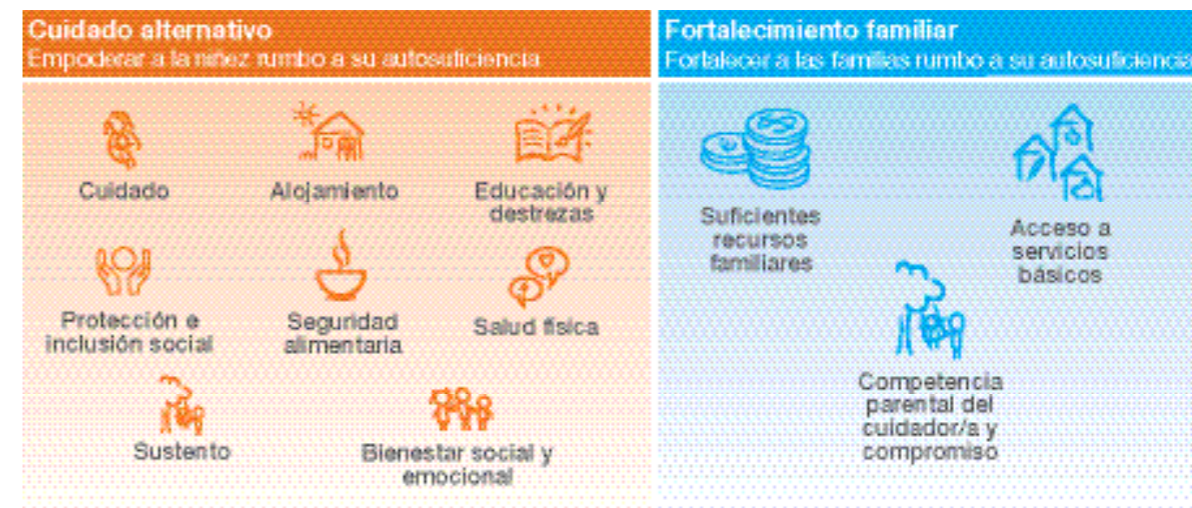 Cuidado alternativo
Empoderar a la niñez rumbo a su autosuficiencia
Cuidado
Alojamiento
Educación y
destrezas
Protección e
inclusión social
Seguridad
alimentaria
Salud física
Sustento
Bienestar social y
emocional
Fortalecimiento familiar
Fortalecer a las familias rumbo a su autosuficiencia
Suficientes
recursos
familiares
Acceso a
servicios
básicos
Competencia
parental del
cuidador/a y
compromiso